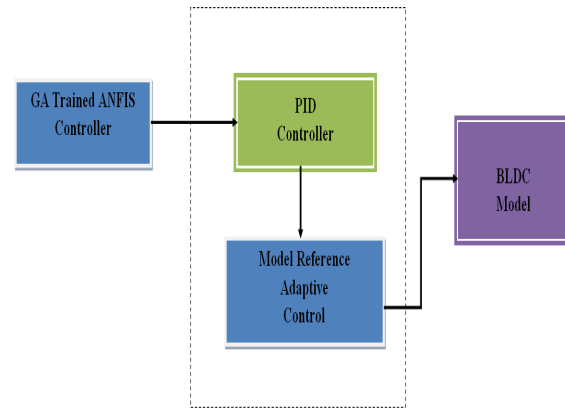 GA Trained ANFIS
Controller
PID
Controller
BLDC
Model
Model Reference
Adaptive
Control